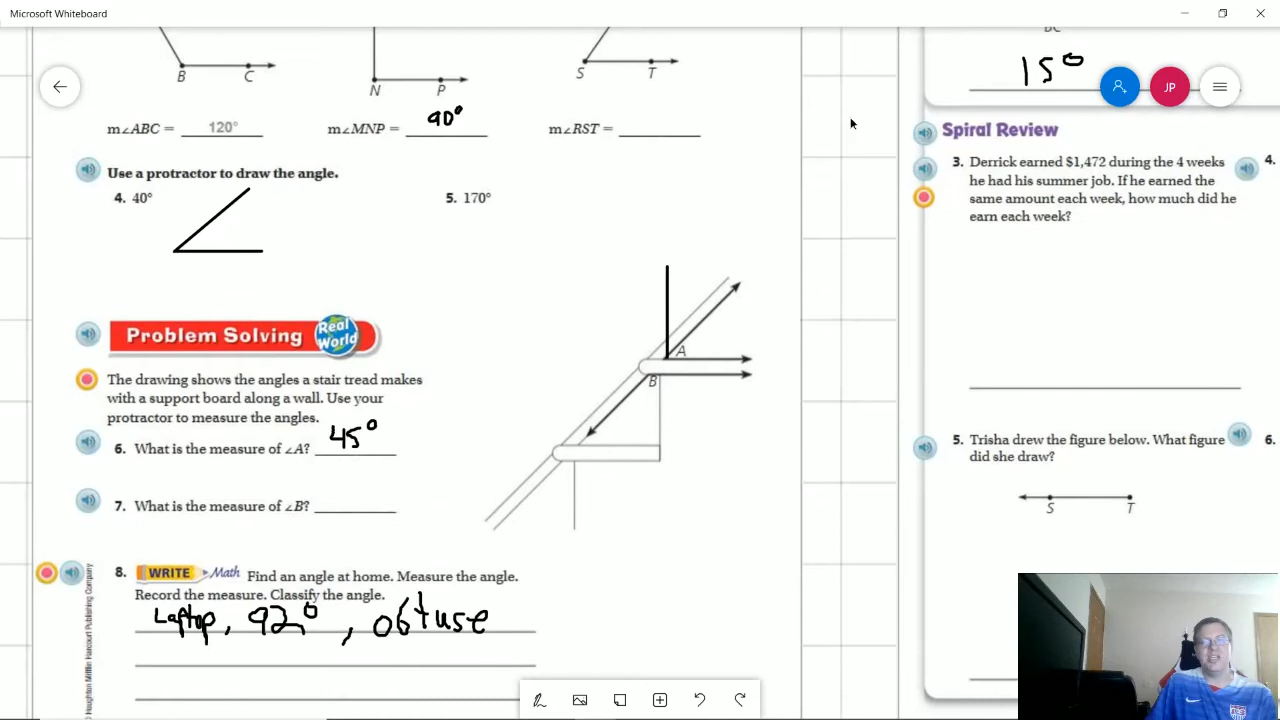 Microsoft Whiteboard
B C
N P
S T
m∠ABC = 120°
m∠MNP = 90°
m∠RST =
Use a protractor to draw the angle.
4. 40°
5. 170°
Problem Solving Real World
The drawing shows the angles a stair tread makes
with a support board along a wall. Use your
protractor to measure the angles.
6. What is the measure of ∠A? 45°
7. What is the measure of ∠B?
A
B
8. WRITE Math Find an angle at home. Measure the angle.
Record the measure. Classify the angle.
Laptop, 92°, obtuse
© Houghton Mifflin Harcourt Publishing Company
15°
JP
Spiral Review
3. Derrick earned $1,472 during the 4 weeks
he had his summer job. If he earned the
same amount each week, how much did he
earn each week?
4.
5. Trisha drew the figure below. What figure
did she draw?
S T
6.